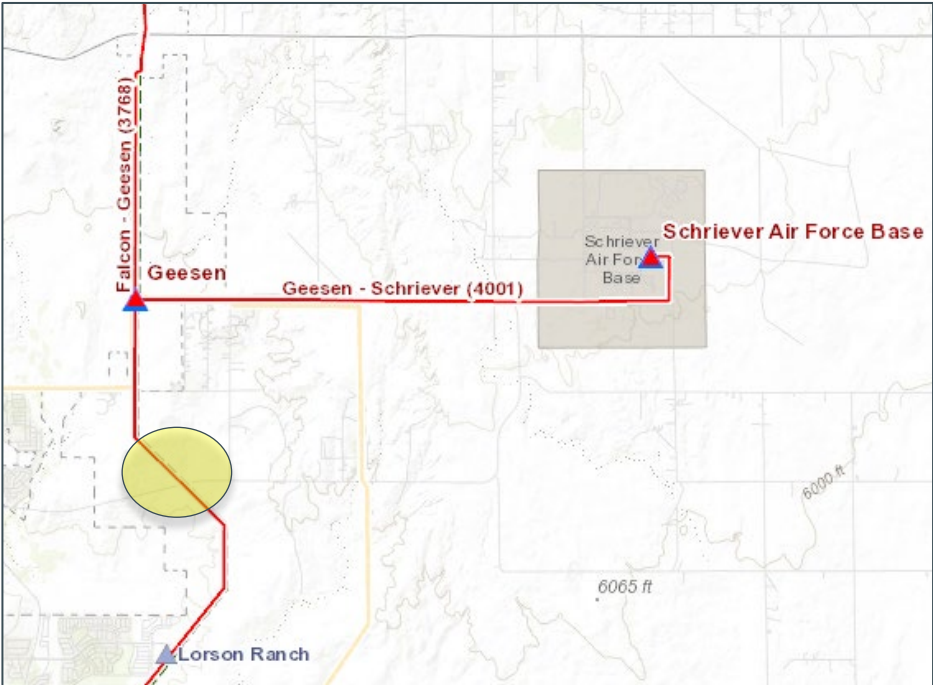 Falcon - Geesen (3768)
Schriever Air Force Base
Schriever
Air For
Base
Geesen
Geesen - Schriever (4001)
6000 ft
6065 ft
Lorson Ranch